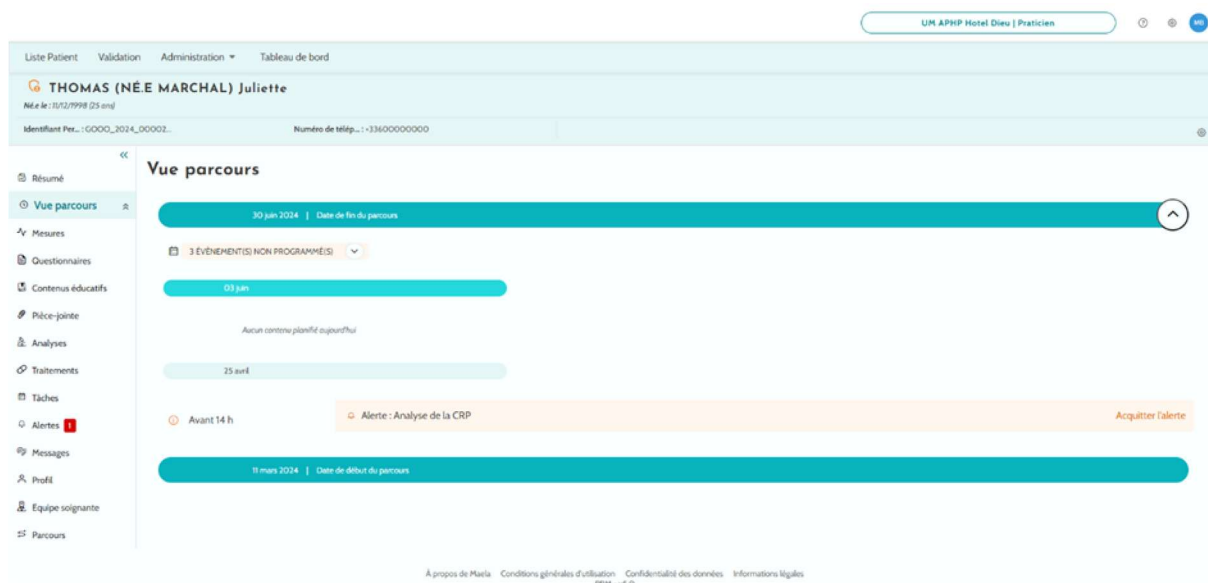 UM APHP Hotel Dieu | Praticien
MB
Liste Patient Validation Administration Tableau de bord
THOMAS (NÉ.E MARCHAL) Juliette
Né.e le : 11/12/1998 (25 ans)
Identifiant Per... : GOOO_2024_00002... Numéro de télép... : +33600000000
Résumé
Vue parcours
Mesures
Questionnaires
Contenus éducatifs
Pièce-jointe
Analyses
Traitements
Tâches
Alertes 1
Messages
Profil
Equipe soignante
Parcours
Vue parcours
30 juin 2024 | Date de fin du parcours
3 ÉVÈNEMENT(S) NON PROGRAMMÉ(S)
03 juin
Aucun contenu planifié aujourd'hui
25 avril
Avant 14 h Alerte : Analyse de la CRP Acquitter l'alerte
11 mars 2024 | Date de début du parcours
À propos de Maela Conditions générales d'utilisation Confidentialité des données Informations légales